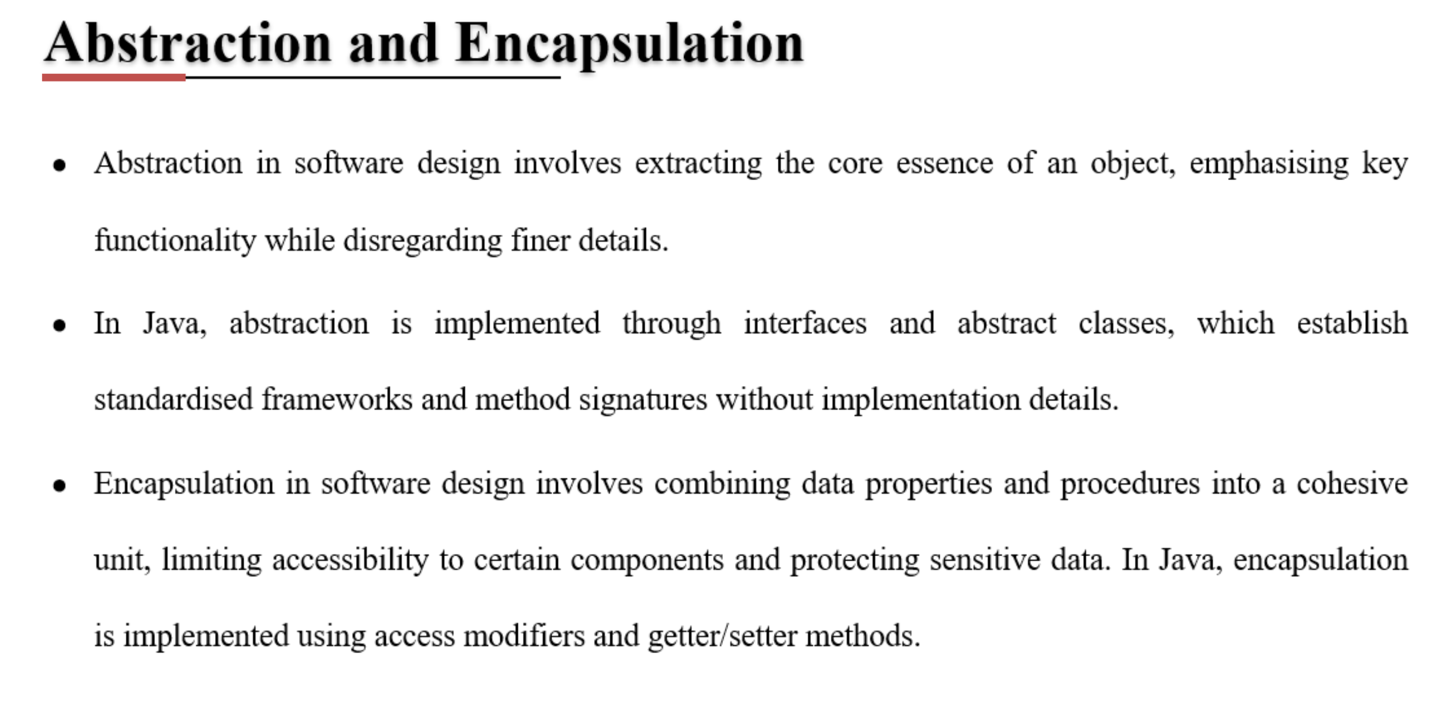 Abstraction and Encapsulation
● Abstraction in software design involves extracting the core essence of an object, emphasising key
functionality while disregarding finer details.
● In Java, abstraction is implemented through interfaces and abstract classes, which establish
standardised frameworks and method signatures without implementation details.
● Encapsulation in software design involves combining data properties and procedures into a cohesive
unit, limiting accessibility to certain components and protecting sensitive data. In Java, encapsulation
is implemented using access modifiers and getter/setter methods.